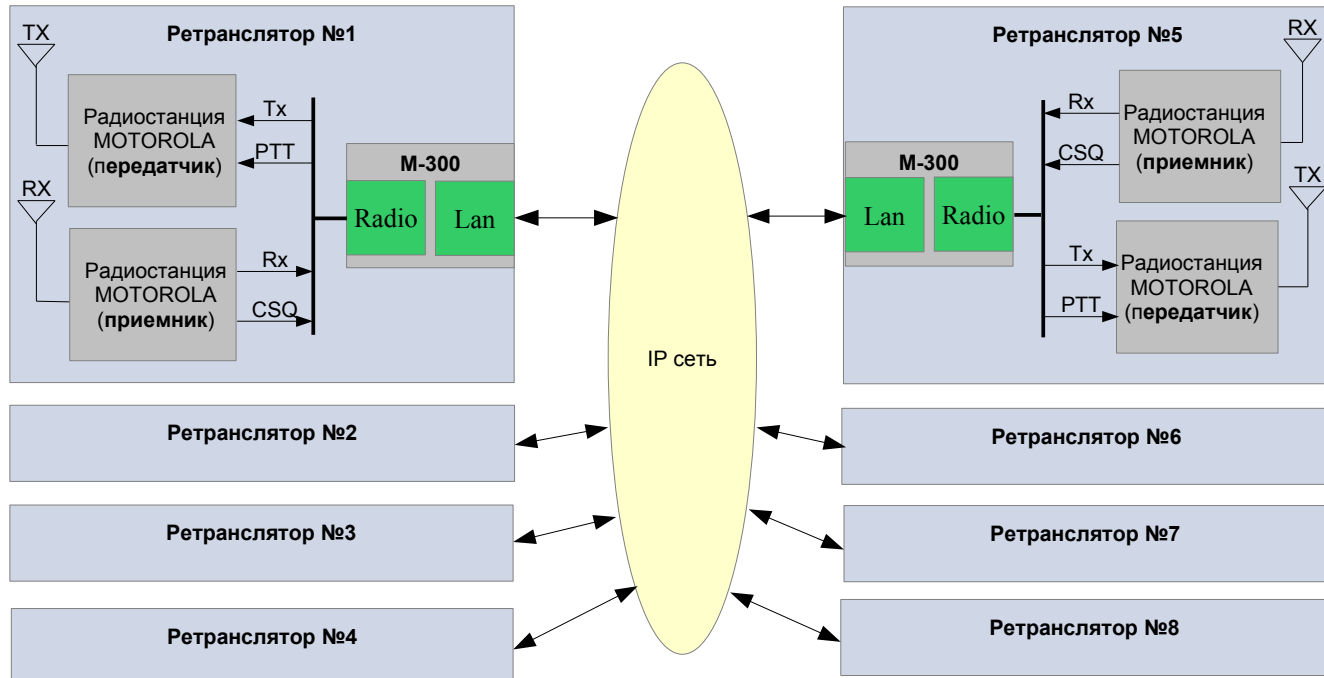 TX
Ретранслятор №1
Радиостанция
MOTOROLA
(передатчик)
Tx
PTT
RX
Радиостанция
MOTOROLA
(приемник)
Rx
CSQ
M-300
Radio
Lan
IP сеть
Ретранслятор №5
RX
M-300
Lan
Radio
Rx
CSQ
Радиостанция
MOTOROLA
(приемник)
TX
Tx
PTT
Радиостанция
MOTOROLA
(передатчик)
Ретранслятор №2
Ретранслятор №3
Ретранслятор №4
Ретранслятор №6
Ретранслятор №7
Ретранслятор №8